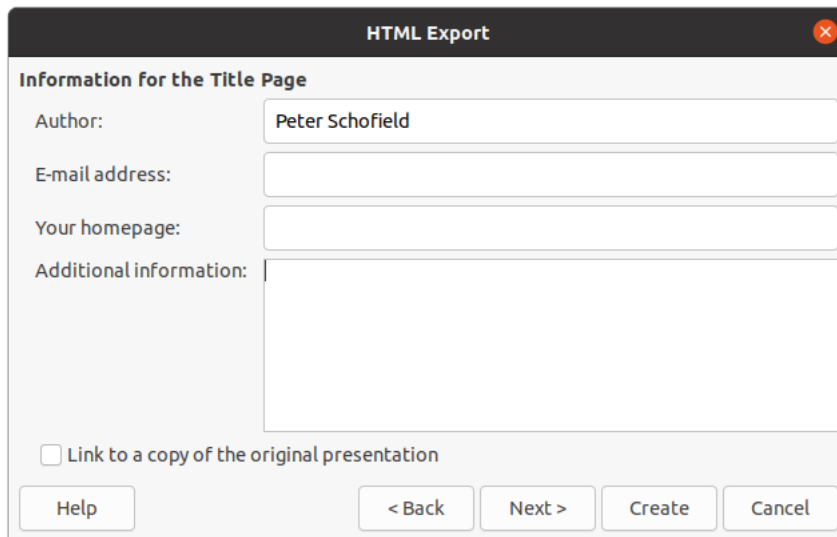 HTML Export
Information for the Title Page
Author: Peter Schofield
E-mail address:
Your homepage:
Additional information:
Link to a copy of the original presentation
Help < Back Next > Create Cancel